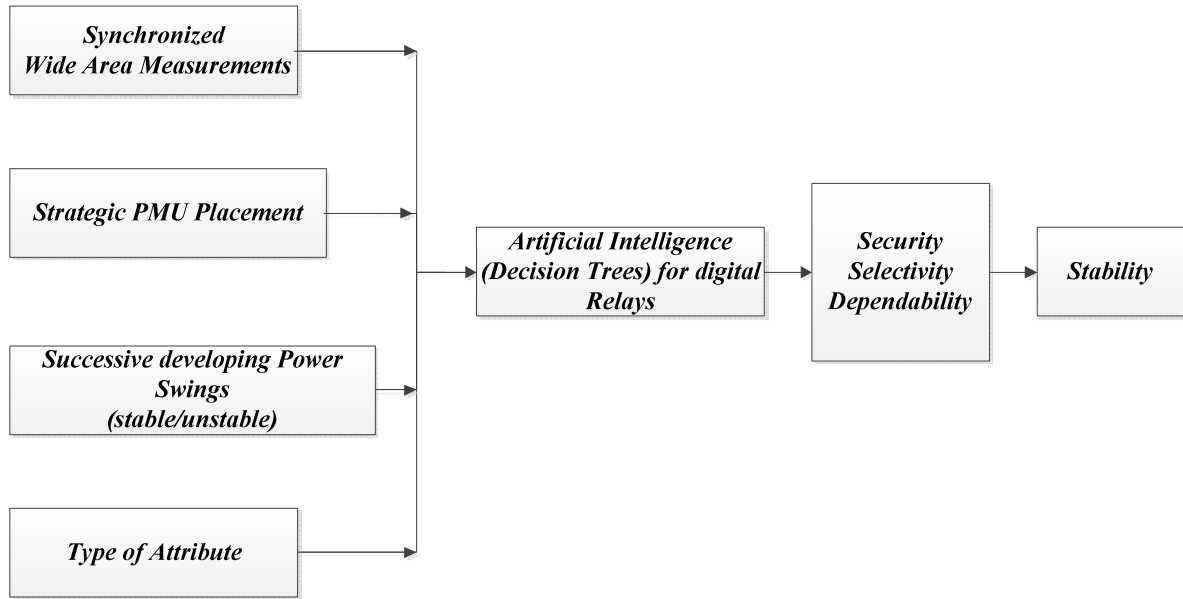 Synchronized
Wide Area Measurements
Strategic PMU Placement
Successive developing Power
Swings
(stable/unstable)
Type of Attribute
Artificial Intelligence
(Decision Trees) for digital
Relays
Security
Selectivity
Dependability
Stability